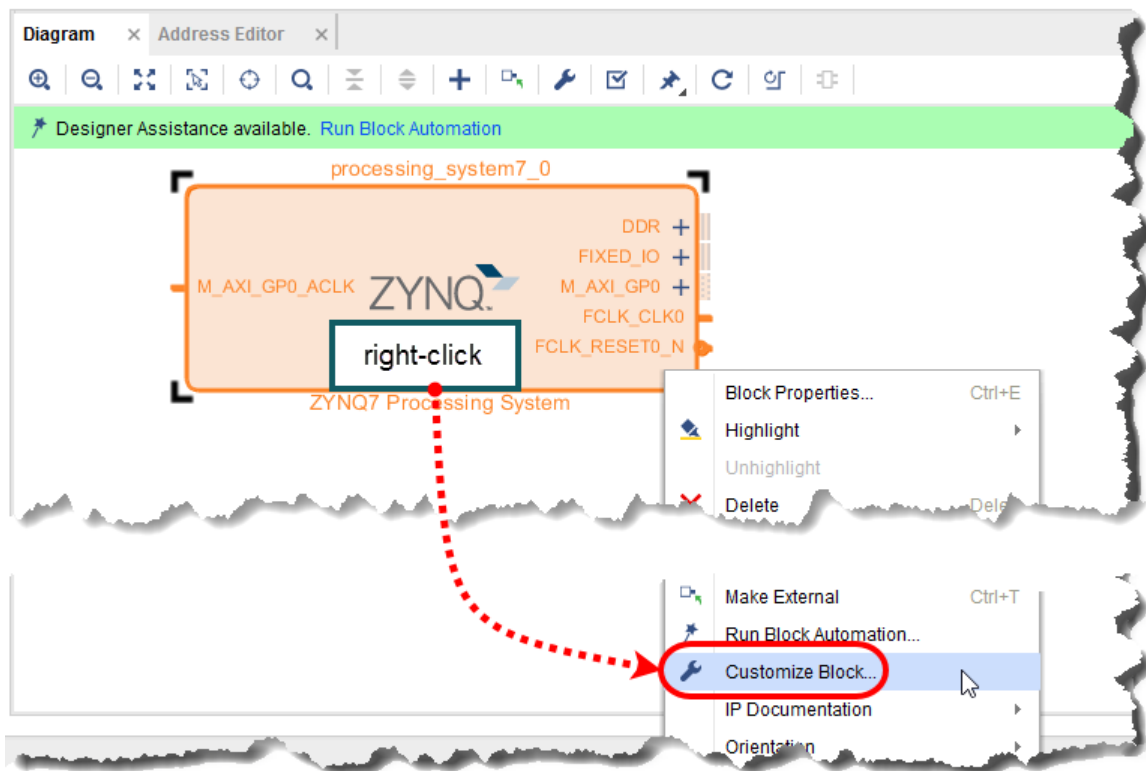 Diagram × Address Editor ×
Designer Assistance available. Run Block Automation
processing_system7_0
DDR
FIXED_IO
M_AXI_GP0_ACLK ZYNQ M_AXI_GP0
FCLK_CLK0
FCLK_RESET0_N
right-click
ZYNQ7 Processing System
Block Properties... Ctrl+E
Highlight
Unhighlight
Delete
Make External Ctrl+T
Run Block Automation...
Customize Block...
IP Documentation
Orientation